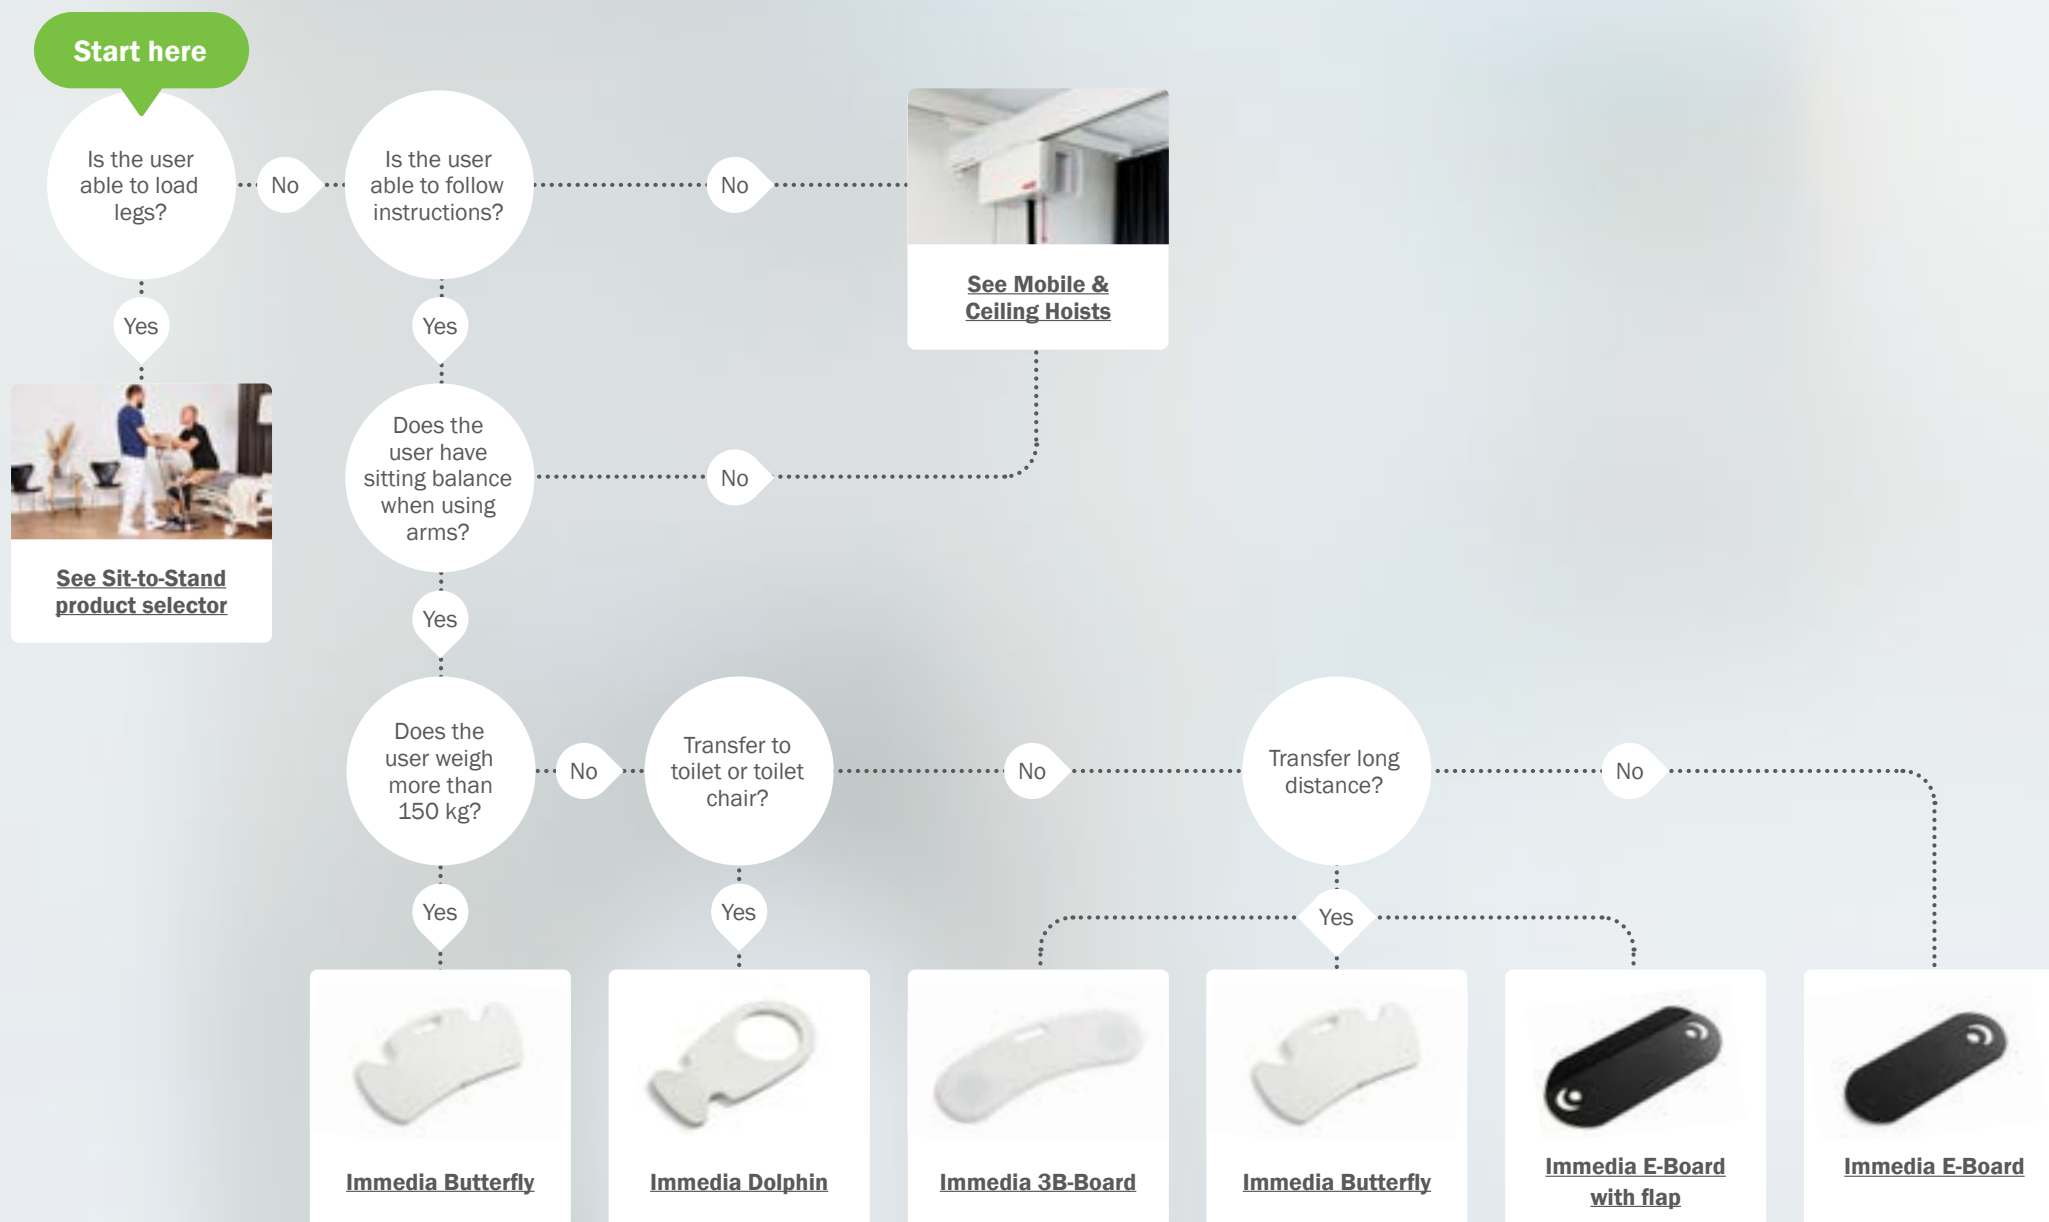 Start here
Is the user
able to load
legs?
No
Is the user
able to follow
instructions?
No
See Mobile &
Ceiling Hoists
Yes
Yes
See Sit-to-Stand
product selector
Does the
user have
sitting balance
when using
arms?
No
Yes
Does the
user weigh
more than
150 kg?
No
Transfer to
toilet or toilet
chair?
No
Transfer long
distance?
No
Yes
Yes
Yes
Immedia Butterfly
Immedia Dolphin
Immedia 3B-Board
Immedia Butterfly
Immedia E-Board
with flap
Immedia E-Board